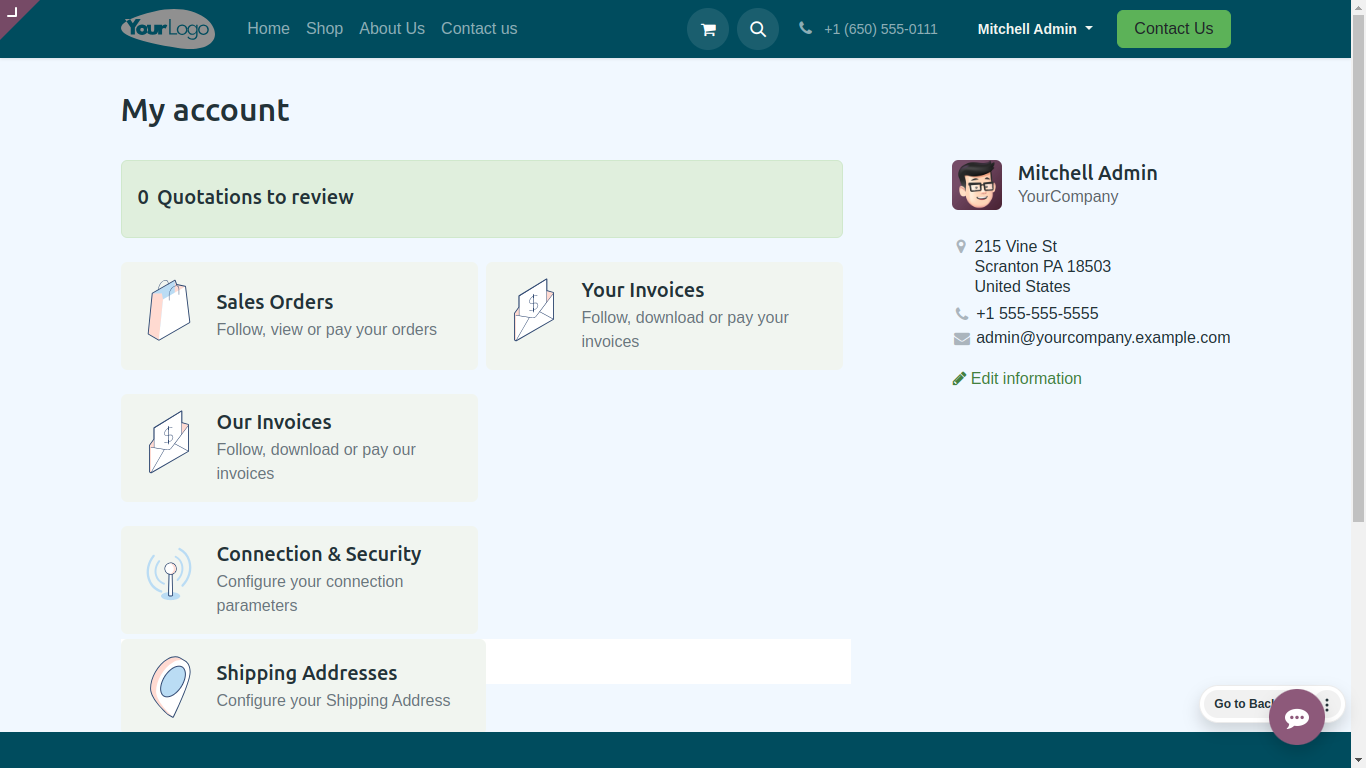 YourLogo
Home Shop About Us Contact us
+1 (650) 555-0111
Mitchell Admin
Contact Us
My account
0 Quotations to review
Sales Orders
Follow, view or pay your orders
Your Invoices
Follow, download or pay your
invoices
Our Invoices
Follow, download or pay our
invoices
Connection & Security
Configure your connection
parameters
Shipping Addresses
Configure your Shipping Address
Mitchell Admin
YourCompany
215 Vine St
Scranton PA 18503
United States
+1 555-555-5555
admin@yourcompany.example.com
Edit information
Go to